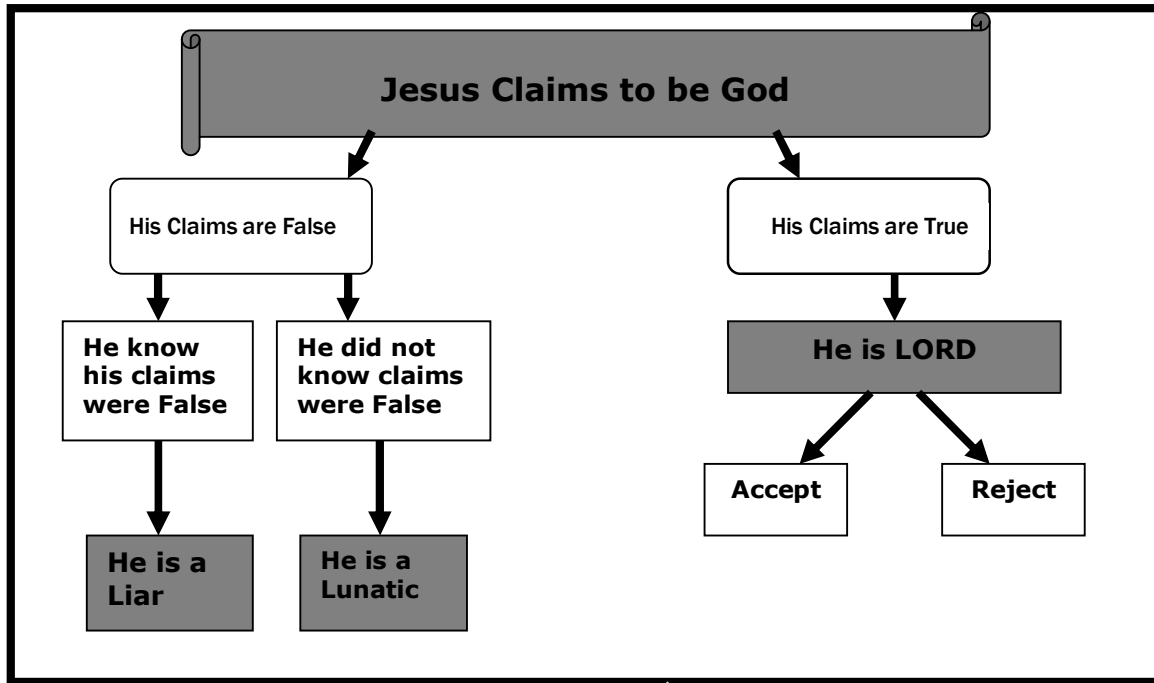 Jesus Claims to be God
His Claims are False
His Claims are True
He know
his claims
were False
He did not
know claims
were False
He is LORD
Accept
Reject
He is a
Liar
He is a
Lunatic